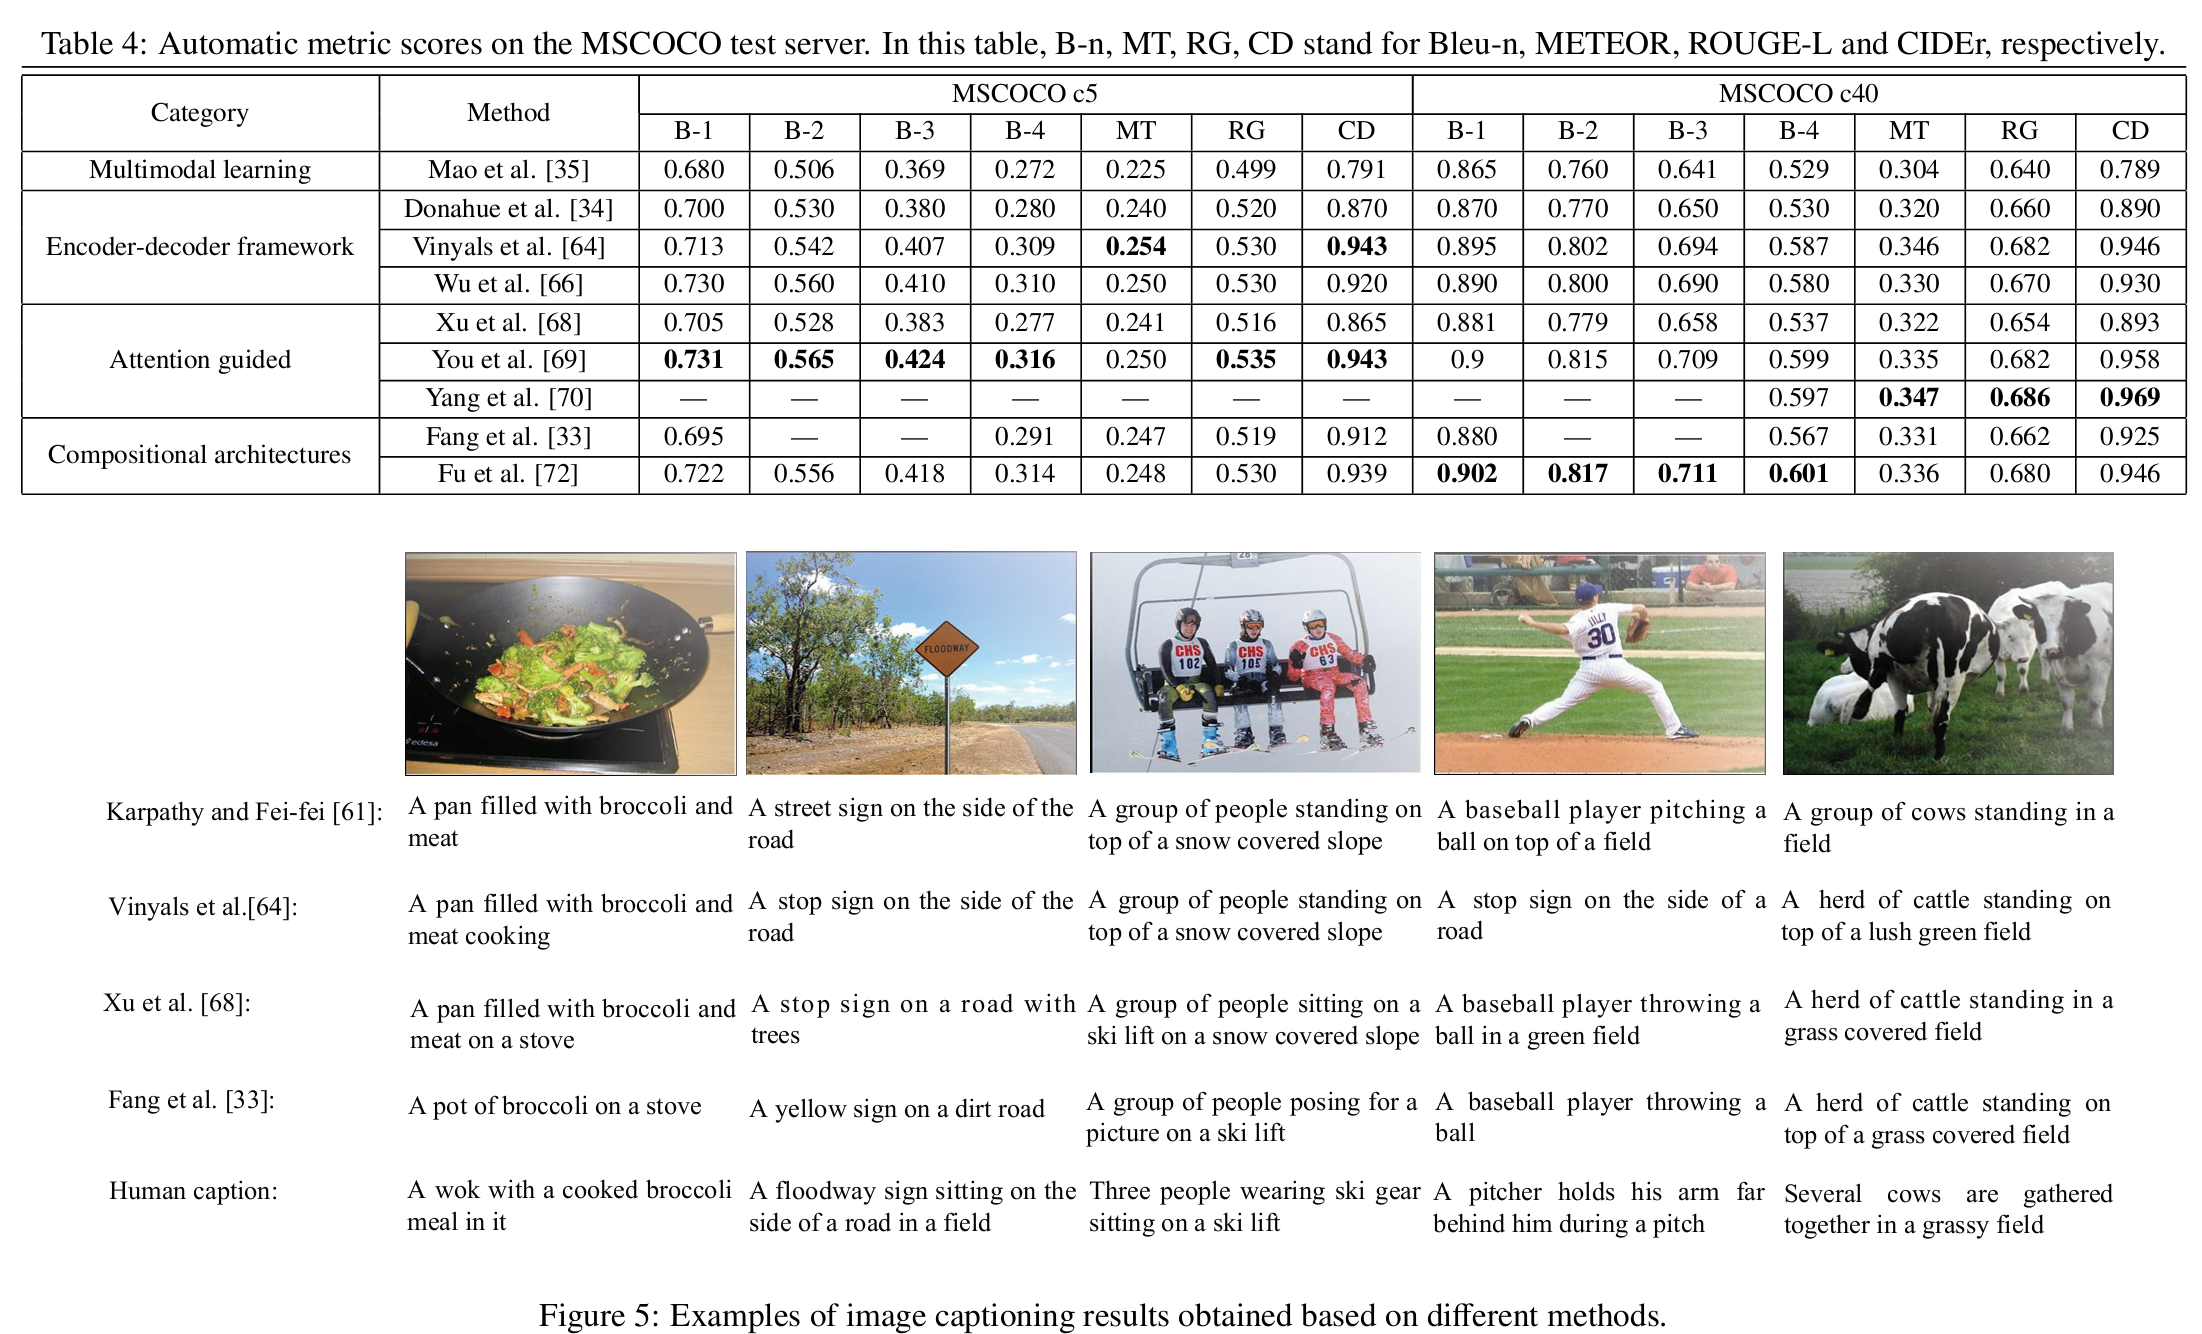 Table 4: Automatic metric scores on the MSCOCO test server. In this table, B-n, MT, RG, CD stand for Bleu-n, METEOR, ROUGE-L and CIDEr, respectively.
Category Method MSCOCO c5 MSCOCO c40
B-1 B-2 B-3 B-4 MT RG CD B-1 B-2 B-3 B-4 MT RG CD
Multimodal learning Mao et al. [35] 0.680 0.506 0.369 0.272 0.225 0.499 0.791 0.865 0.760 0.641 0.529 0.304 0.640 0.789
Encoder-decoder framework Donahue et al. [34] 0.700 0.530 0.380 0.280 0.240 0.520 0.870 0.870 0.770 0.650 0.530 0.320 0.660 0.890
Vinyals et al. [64] 0.713 0.542 0.407 0.309 0.254 0.530 0.943 0.895 0.802 0.694 0.587 0.346 0.682 0.946
Wu et al. [66] 0.730 0.560 0.410 0.310 0.250 0.530 0.920 0.890 0.800 0.690 0.580 0.330 0.670 0.930
Attention guided Xu et al. [68] 0.705 0.528 0.383 0.277 0.241 0.516 0.865 0.881 0.779 0.658 0.537 0.322 0.654 0.893
You et al. [69] 0.731 0.565 0.424 0.316 0.250 0.535 0.943 0.9 0.815 0.709 0.599 0.335 0.682 0.958
Yang et al. [70] — — — — — — — — — — 0.597 0.347 0.686 0.969
Compositional architectures Fang et al. [33] 0.695 — — 0.291 0.247 0.519 0.912 0.880 — — 0.567 0.331 0.662 0.925
Fu et al. [72] 0.722 0.556 0.418 0.314 0.248 0.530 0.939 0.902 0.817 0.711 0.601 0.336 0.680 0.946
edesa
FLOODWAY
28
CHS 102
CHS 105
CHS 63
LILLY
30
Karpathy and Fei-fei [61]:
A pan filled with broccoli and
meat
A street sign on the side of the
road
A group of people standing on
top of a snow covered slope
A baseball player pitching a
ball on top of a field
A group of cows standing in a
field
Vinyals et al.[64]:
A pan filled with broccoli and
meat cooking
A stop sign on the side of the
road
A group of people standing on
top of a snow covered slope
A stop sign on the side of a
road
A herd of cattle standing on
top of a lush green field
Xu et al. [68]:
A pan filled with broccoli and
meat on a stove
A stop sign on a road with
trees
A group of people sitting on a
ski lift on a snow covered slope
A baseball player throwing a
ball in a green field
A herd of cattle standing in a
grass covered field
Fang et al. [33]:
A pot of broccoli on a stove
A yellow sign on a dirt road
A group of people posing for a
picture on a ski lift
A baseball player throwing a
ball
A herd of cattle standing on
top of a grass covered field
Human caption:
A wok with a cooked broccoli
meal in it
A floodway sign sitting on the
side of a road in a field
Three people wearing ski gear
sitting on a ski lift
A pitcher holds his arm far
behind him during a pitch
Several cows are gathered
together in a grassy field
Figure 5: Examples of image captioning results obtained based on different methods.